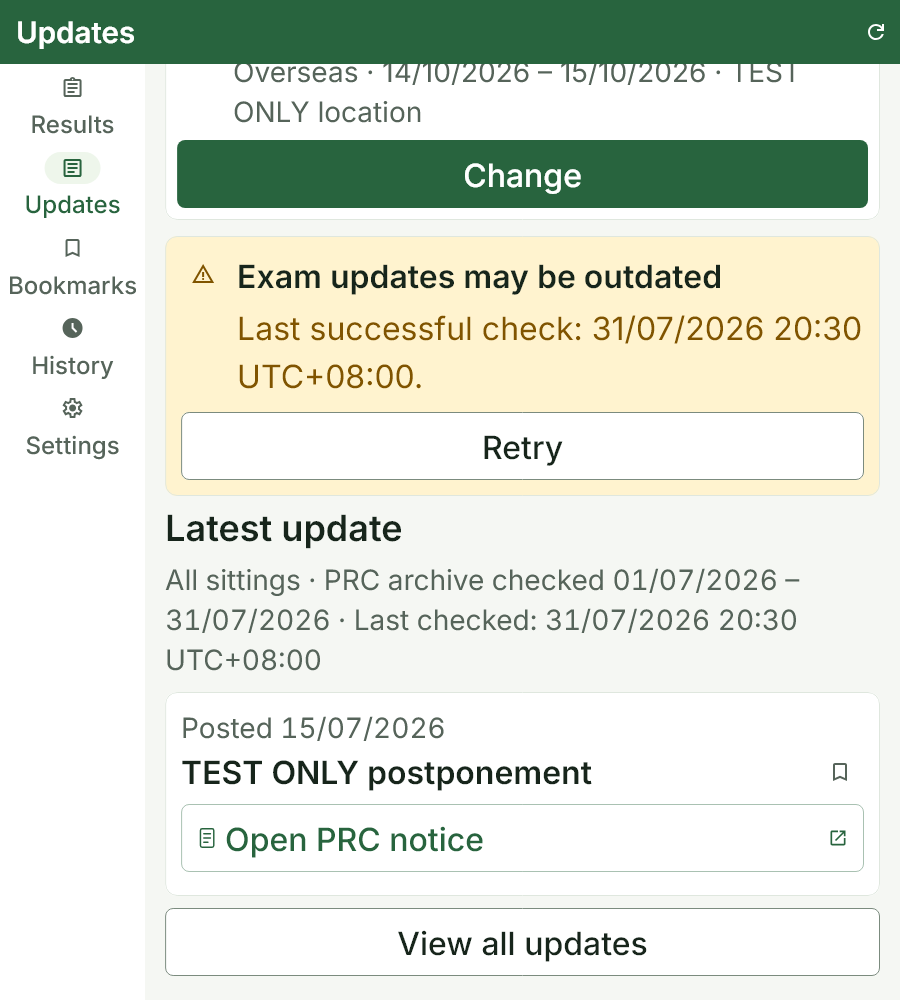 Updates
Results
Updates
Bookmarks
History
Settings
Overseas · 14/10/2026 – 15/10/2026 · TEST
ONLY location
Change
Exam updates may be outdated
Last successful check: 31/07/2026 20:30
UTC+08:00.
Retry
Latest update
All sittings · PRC archive checked 01/07/2026 –
31/07/2026 · Last checked: 31/07/2026 20:30
UTC+08:00
Posted 15/07/2026
TEST ONLY postponement
Open PRC notice
View all updates